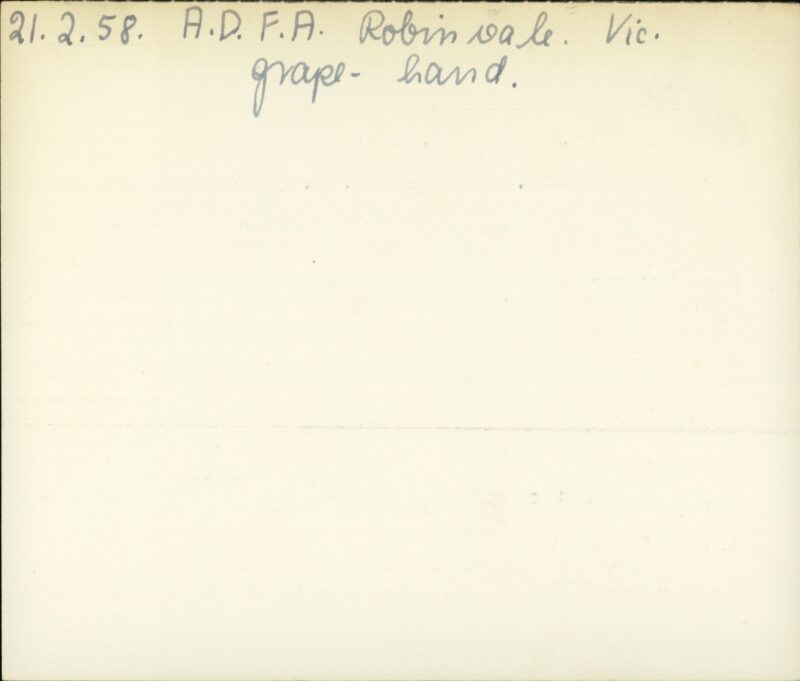 21.2.58. A.D.F.A. Robinvale. Vic.
grape- hand.